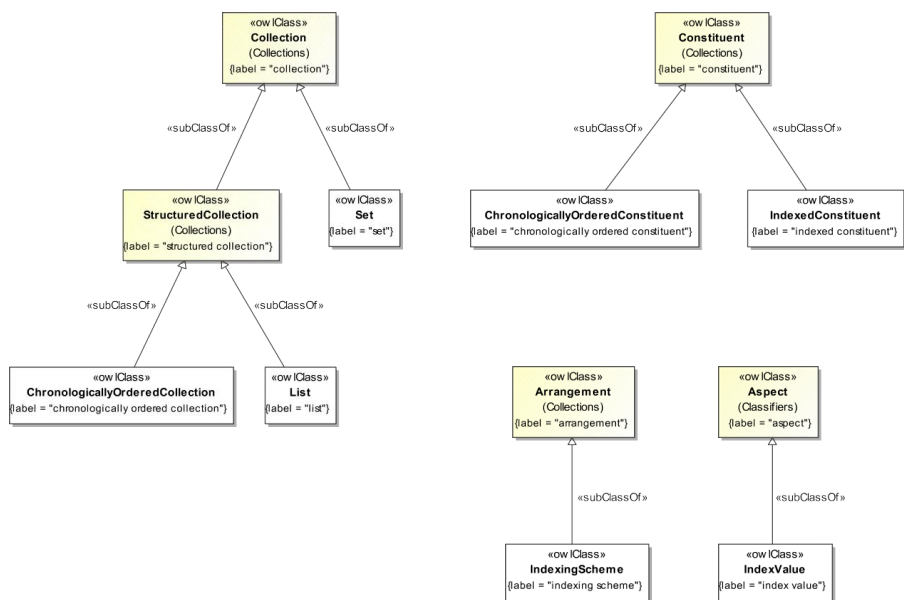 «owlClass»
Collection
(Collections)
{label = "collection"}
«owlClass»
Constituent
(Collections)
{label = "constituent"}
«subClassOf»
«subClassOf»
«subClassOf»
«subClassOf»
«owlClass»
StructuredCollection
(Collections)
{label = "structured collection"}
«owlClass»
Set
{label = "set"}
«owlClass»
ChronologicallyOrderedConstituent
{label = "chronologically ordered constituent"}
«owlClass»
IndexedConstituent
{label = "indexed constituent"}
«subClassOf»
«subClassOf»
«owlClass»
ChronologicallyOrderedCollection
{label = "chronologically ordered collection"}
«owlClass»
List
{label = "list"}
«owlClass»
Arrangement
(Collections)
{label = "arrangement"}
«owlClass»
Aspect
(Classifiers)
{label = "aspect"}
«subClassOf»
«subClassOf»
«owlClass»
IndexingScheme
{label = "indexing scheme"}
«owlClass»
IndexValue
{label = "index value"}